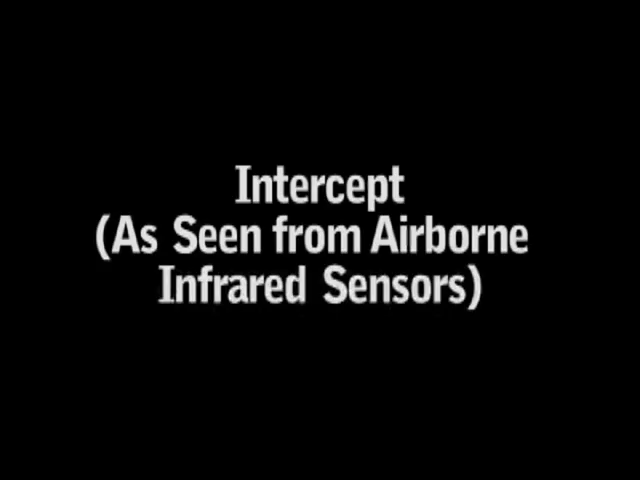 Intercept
(As Seen from Airborne
Infrared Sensors)